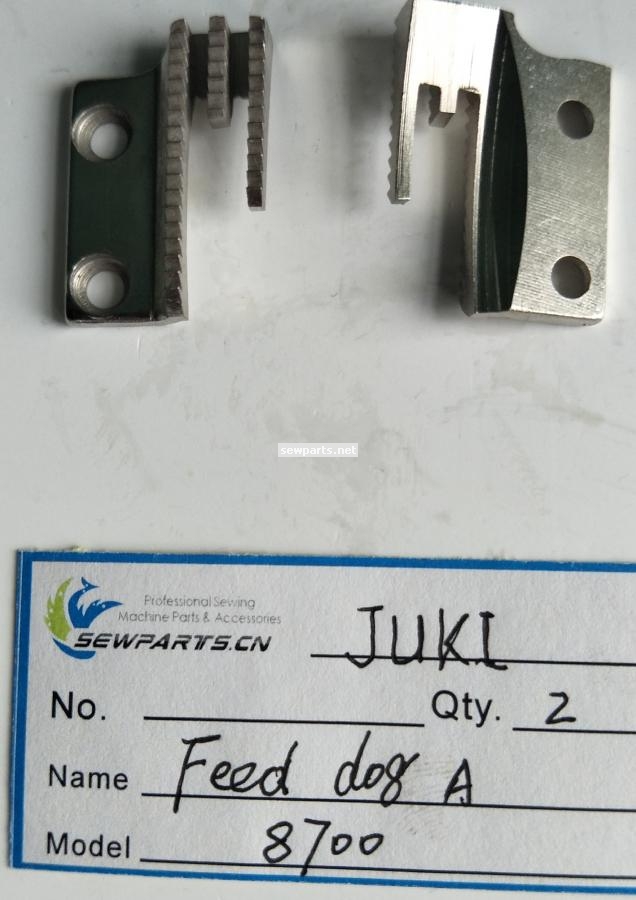 sewparts.net
Professional Sewing
Machine Parts & Accessories
SEWPARTS.CN
JUKI
No. Qty. 2
Name Feed dog A
Model 8700